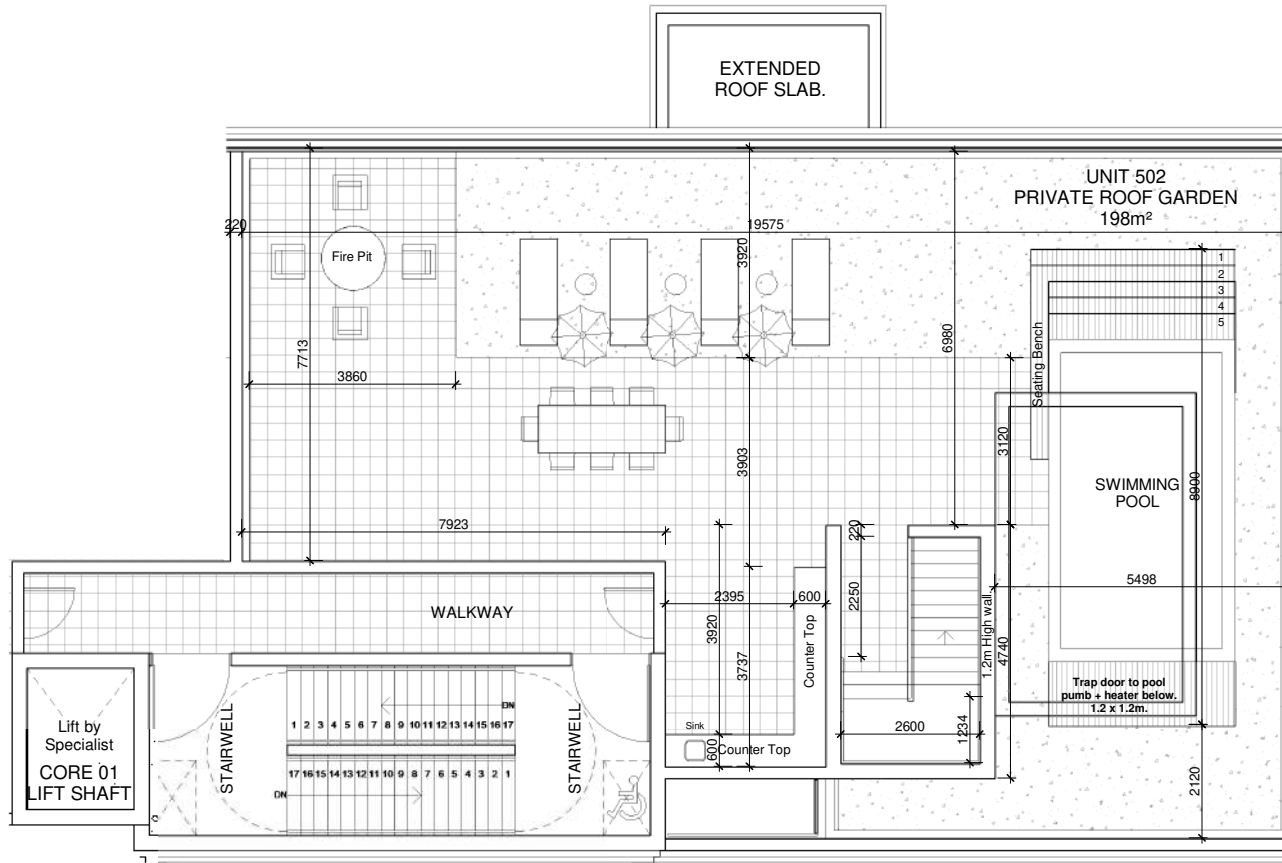 EXTENDED
ROOF SLAB.
UNIT 502
PRIVATE ROOF GARDEN
198m²
220
19575
3920
Fire Pit
1
2
3
4
5
7713
6980
3860
Seating Bench
3120
3903
SWIMMING
POOL
8900
7923
220
2250
5498
WALKWAY
2395
600
3920
Counter Top
1.2m High wall.
4740
3737
Trap door to pool
pumb + heater below.
1.2 x 1.2m.
Lift by
Specialist
CORE 01
LIFT SHAFT
STAIRWELL
DN
1 2 3 4 5 6 7 8 9 10 11 12 13 14 15 16 17
STAIRWELL
Sink
2600
1234
600
Counter Top
17 16 15 14 13 12 11 10 9 8 7 6 5 4 3 2 1
DN
2120